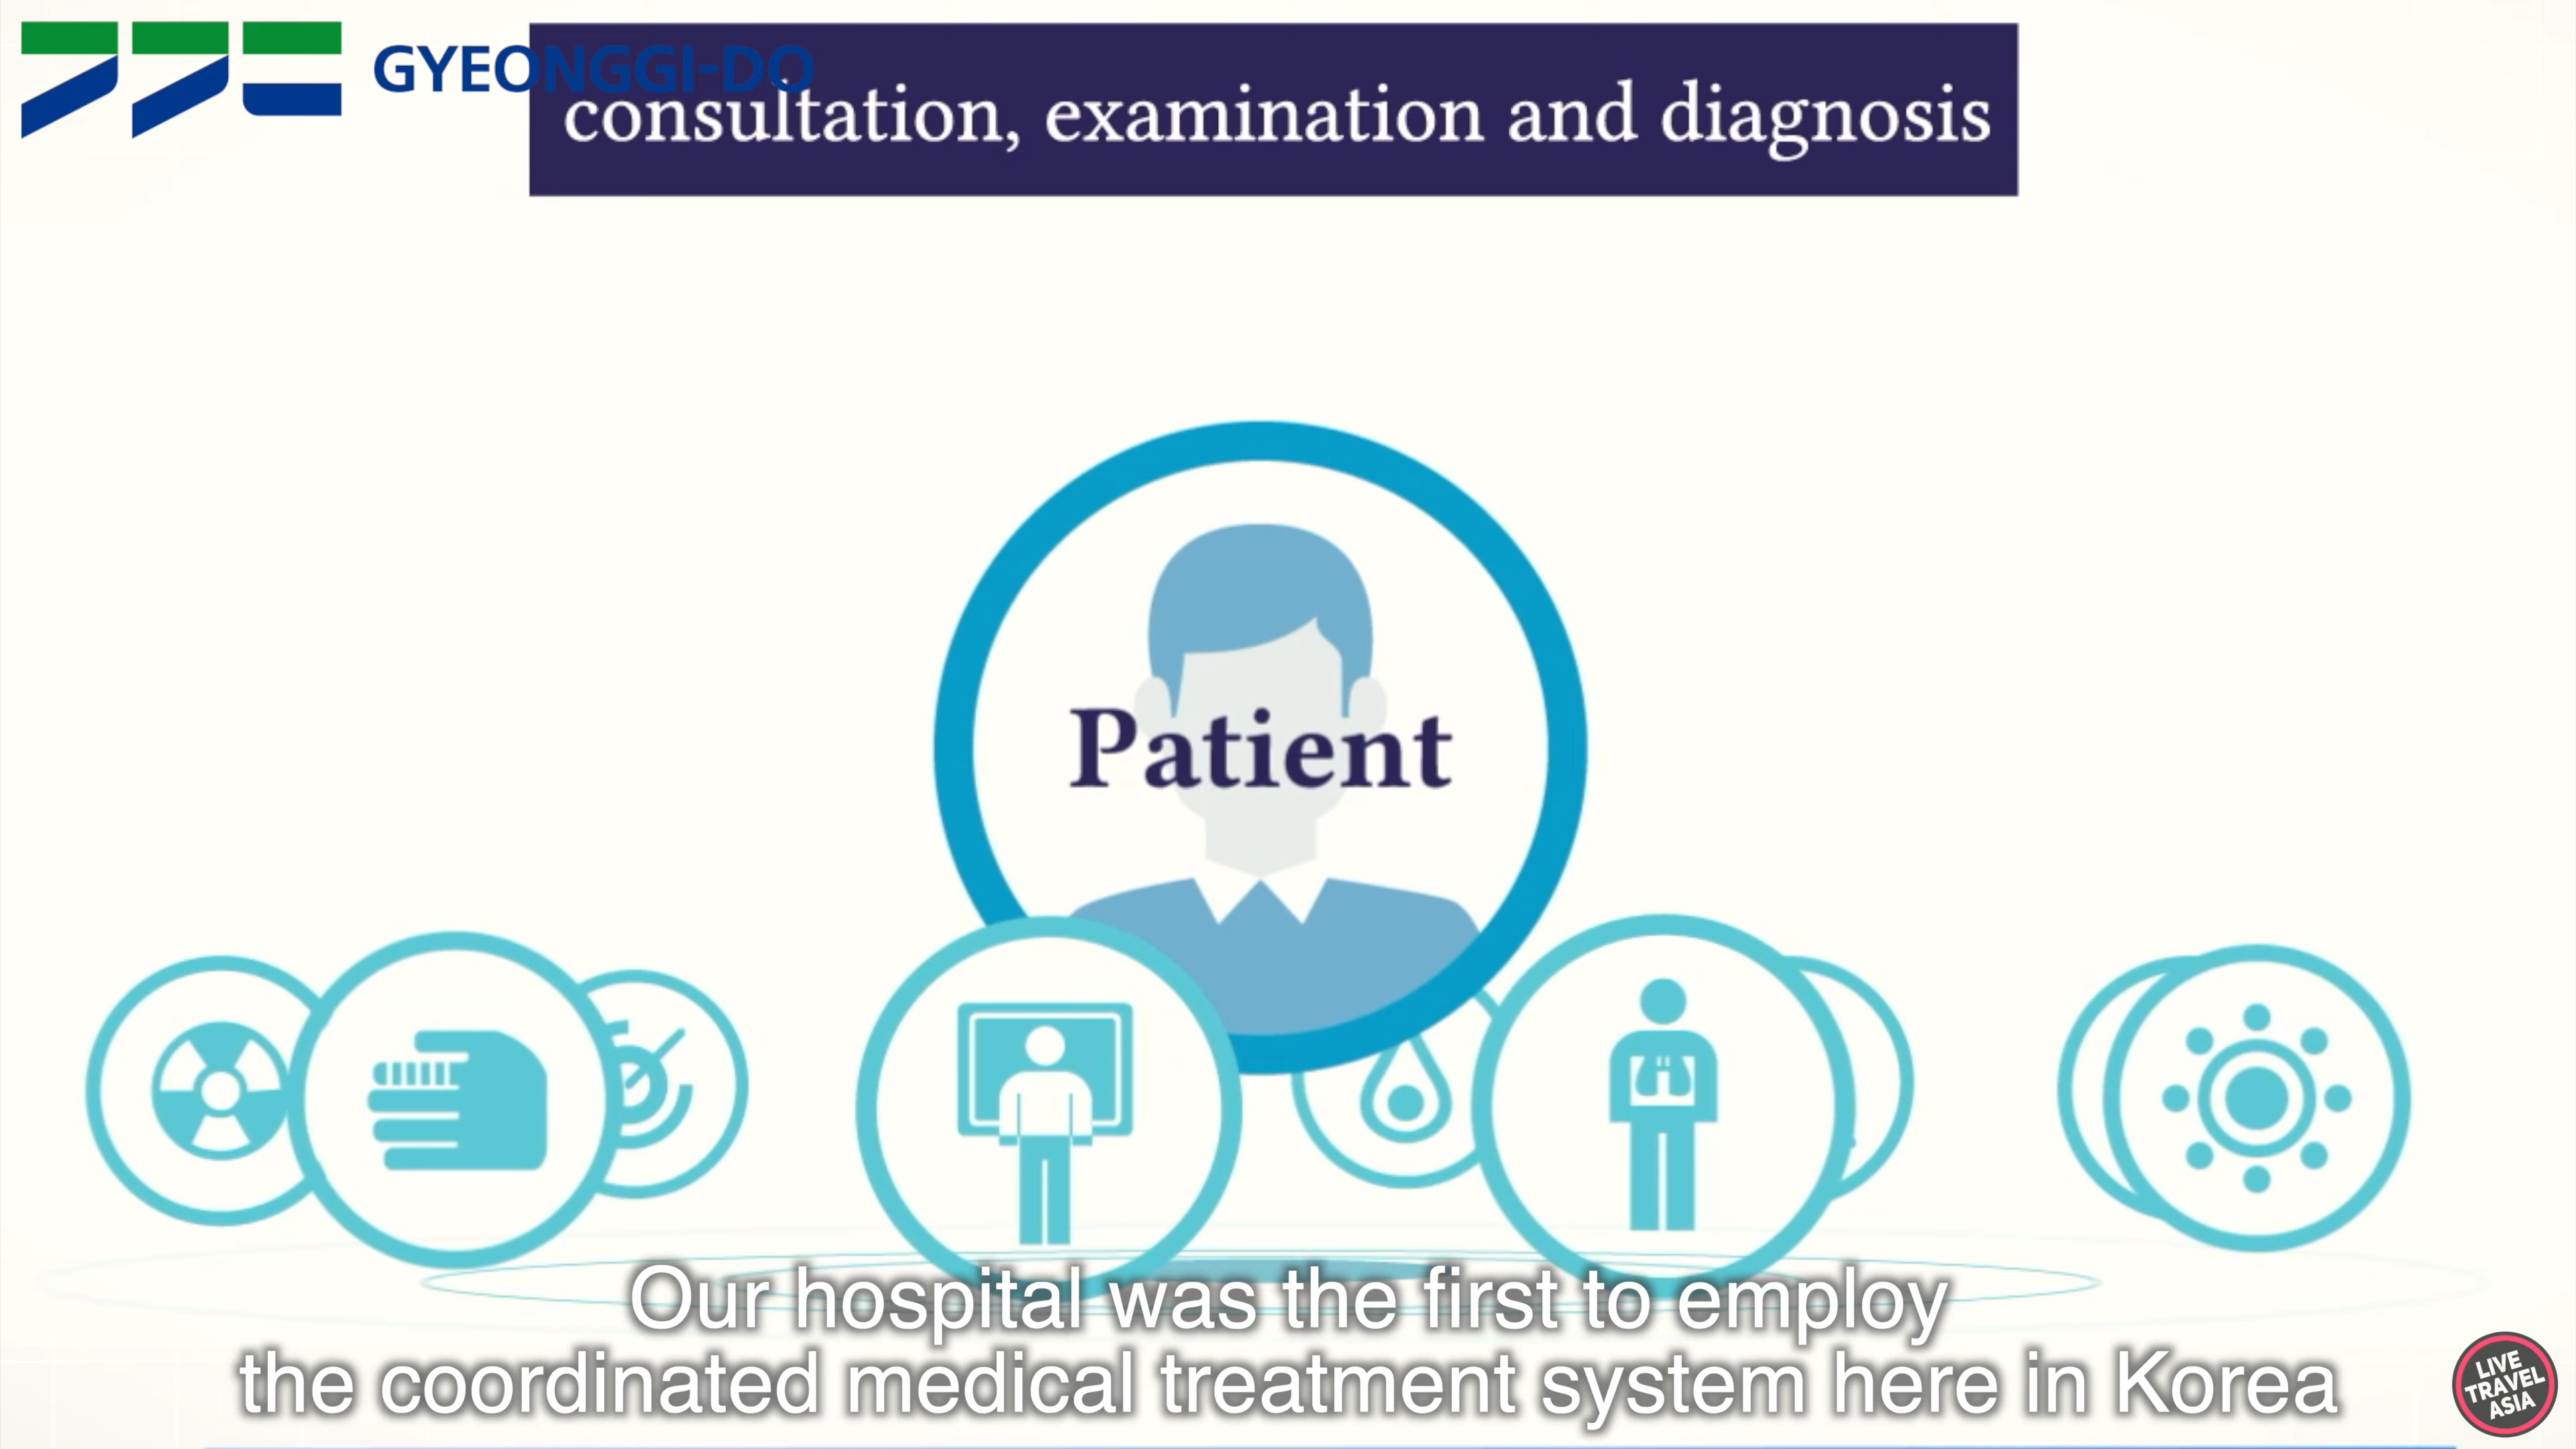 GYEONGGI-DO
consultation, examination and diagnosis
Patient
Our hospital was the first to employ
the coordinated medical treatment system here in Korea
LIVE
TRAVEL
ASIA